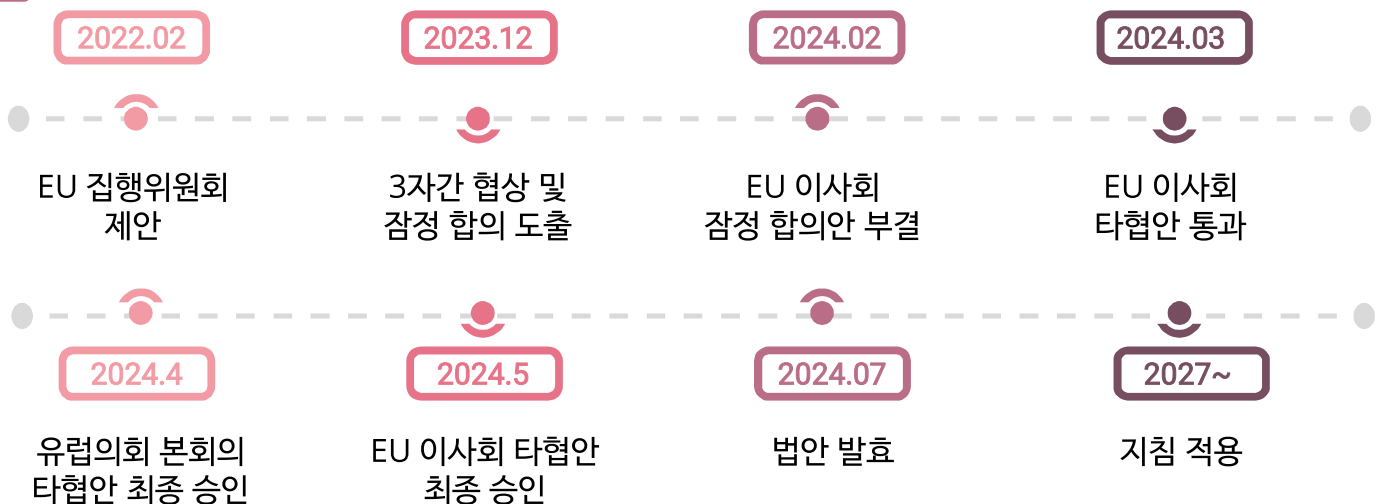 2022.02
2023.12
2024.02
2024.03
EU 집행위원회
제안
3자간 협상 및
잠정 합의 도출
EU 이사회
잠정 합의안 부결
EU 이사회
타협안 통과
2024.4
2024.5
2024.07
2027~
유럽의회 본회의
타협안 최종 승인
EU 이사회 타협안
최종 승인
법안 발효
지침 적용